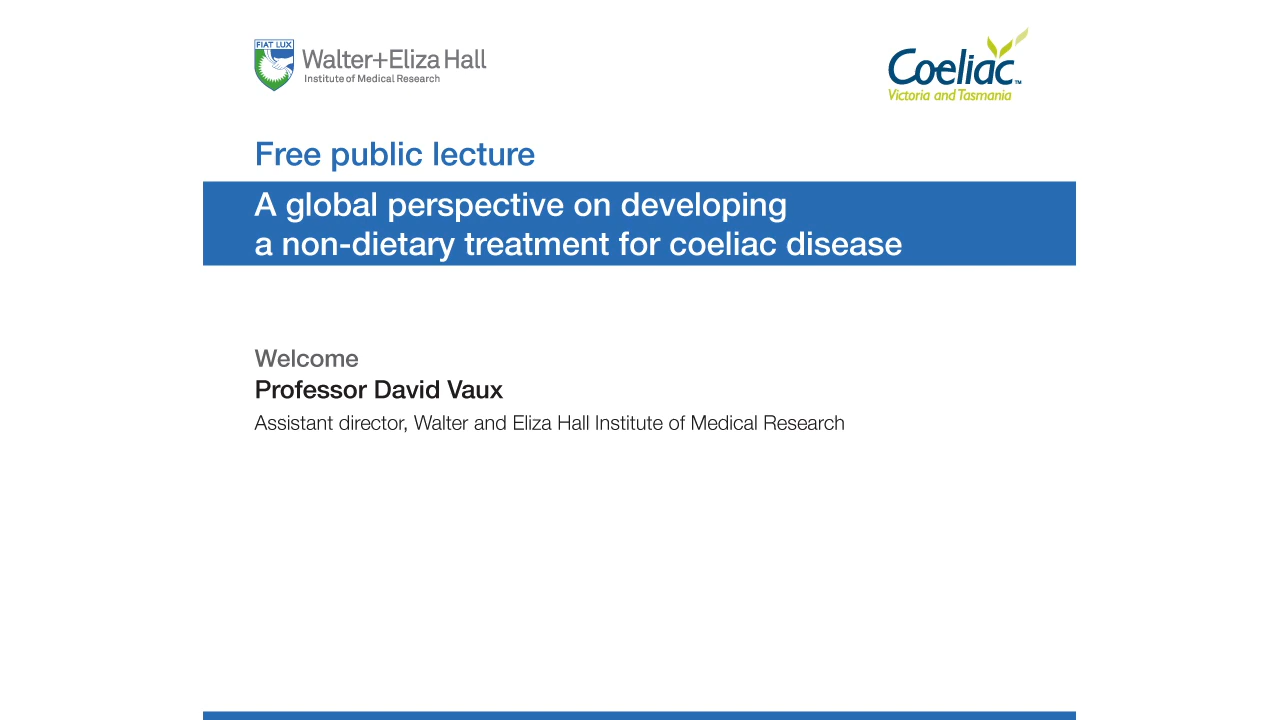 FIAT LUX
Walter+Eliza Hall
Institute of Medical Research
Coeliac™
Victoria and Tasmania
Free public lecture
A global perspective on developing
a non-dietary treatment for coeliac disease
Welcome
Professor David Vaux
Assistant director, Walter and Eliza Hall Institute of Medical Research